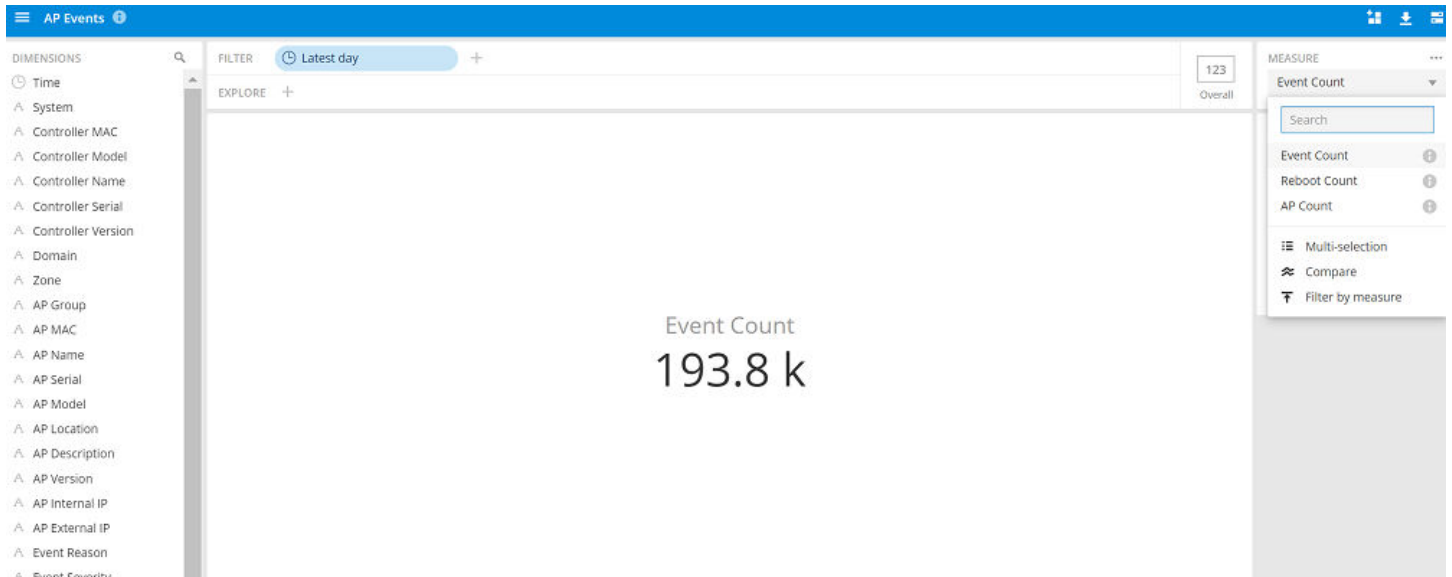 AP Events
DIMENSIONS
Time
System
Controller MAC
Controller Model
Controller Name
Controller Serial
Controller Version
Domain
Zone
AP Group
AP MAC
AP Name
AP Serial
AP Model
AP Location
AP Description
AP Version
AP Internal IP
AP External IP
Event Reason
Event Severity
FILTER
Latest day
EXPLORE
123
Overall
Event Count
193.8 k
MEASURE
Event Count
Search
Event Count
Reboot Count
AP Count
Multi-selection
Compare
Filter by measure